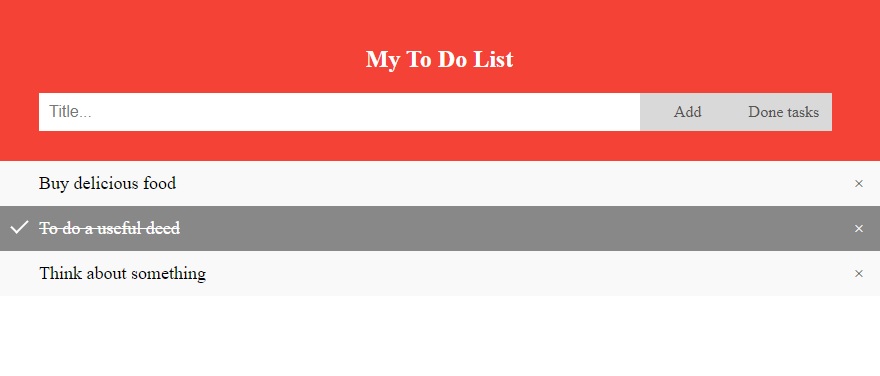 My To Do List
Title... Add Done tasks
Buy delicious food ×
To do a useful deed ×
Think about something ×